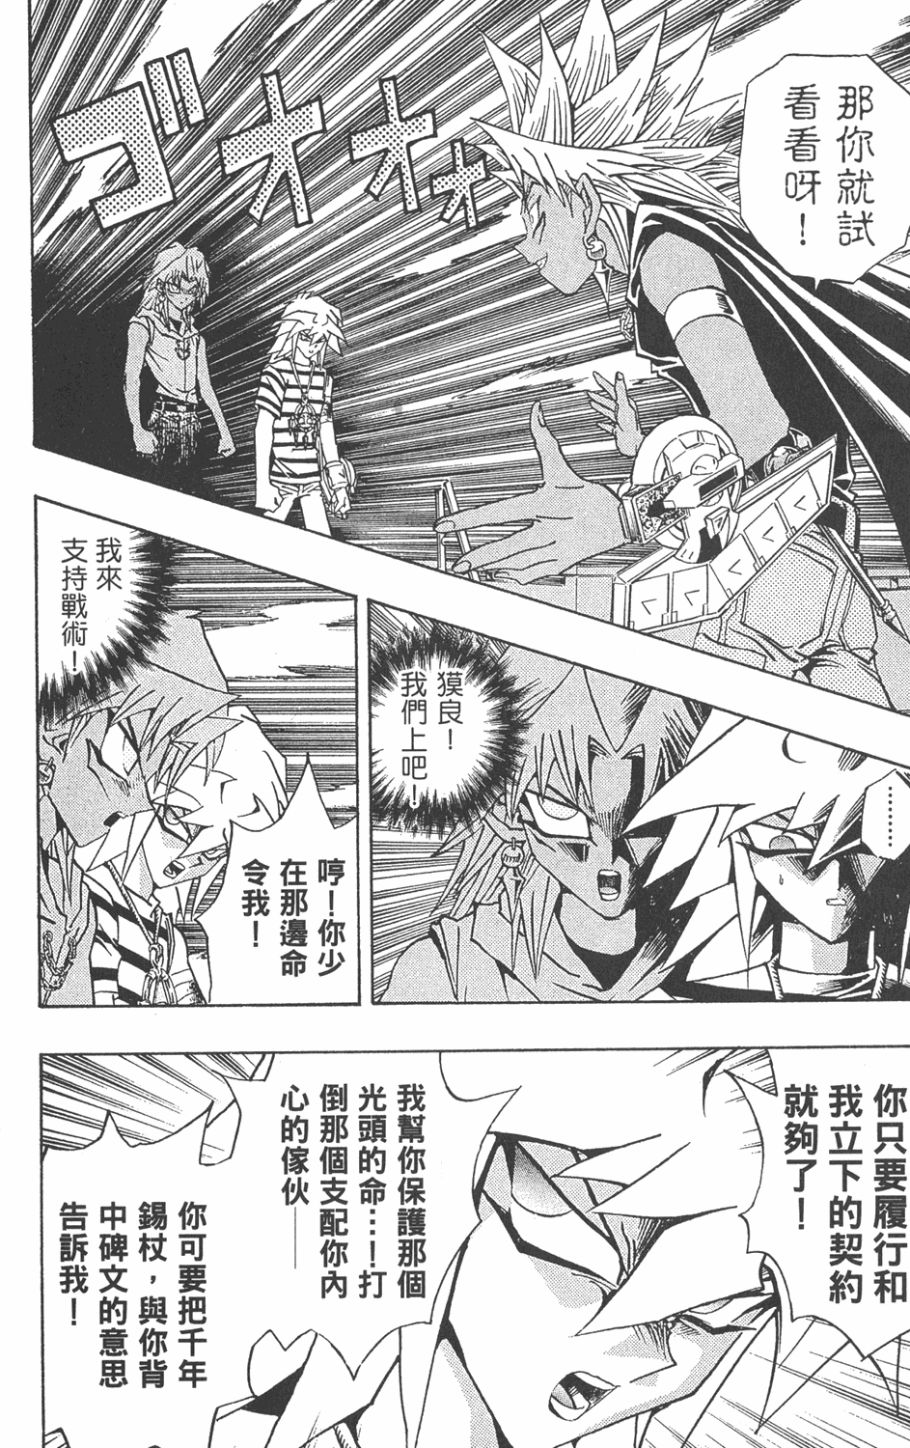 那你就試
看看呀！
ゴオオオ
獏良！
我們上吧！
………
我來
支持戰術！
哼！你少
在那邊命
令我！
你只要履行和
我立下的契約
就夠了！
我幫你保護那個
光頭的命…！打
倒那個支配你內
心的傢伙——
你可要把千年
錫杖，與你背
中碑文的意思
告訴我！